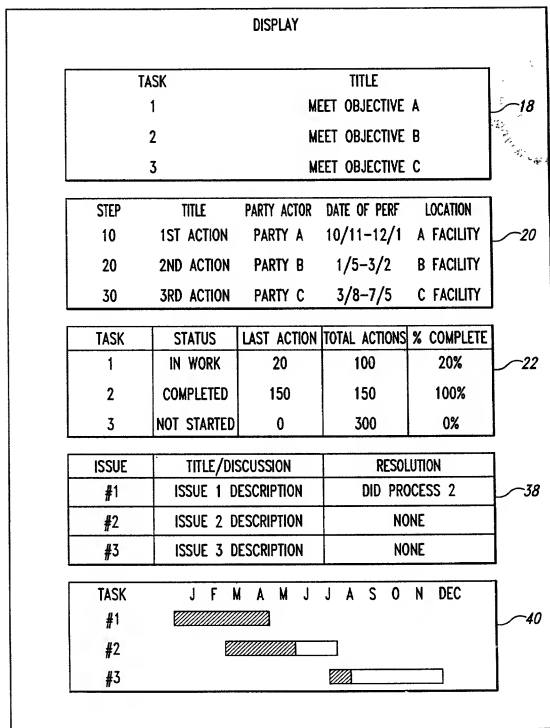 DISPLAY
TASK TITLE
1 MEET OBJECTIVE A
2 MEET OBJECTIVE B
3 MEET OBJECTIVE C
18
STEP TITLE PARTY ACTOR DATE OF PERF LOCATION
10 1ST ACTION PARTY A 10/11-12/1 A FACILITY
20 2ND ACTION PARTY B 1/5-3/2 B FACILITY
30 3RD ACTION PARTY C 3/8-7/5 C FACILITY
20
TASK STATUS LAST ACTION TOTAL ACTIONS % COMPLETE
1 IN WORK 20 100 20%
2 COMPLETED 150 150 100%
3 NOT STARTED 0 300 0%
22
ISSUE TITLE/DISCUSSION RESOLUTION
#1 ISSUE 1 DESCRIPTION DID PROCESS 2
#2 ISSUE 2 DESCRIPTION NONE
#3 ISSUE 3 DESCRIPTION NONE
38
TASK J F M A M J J A S O N DEC
#1
#2
#3
40